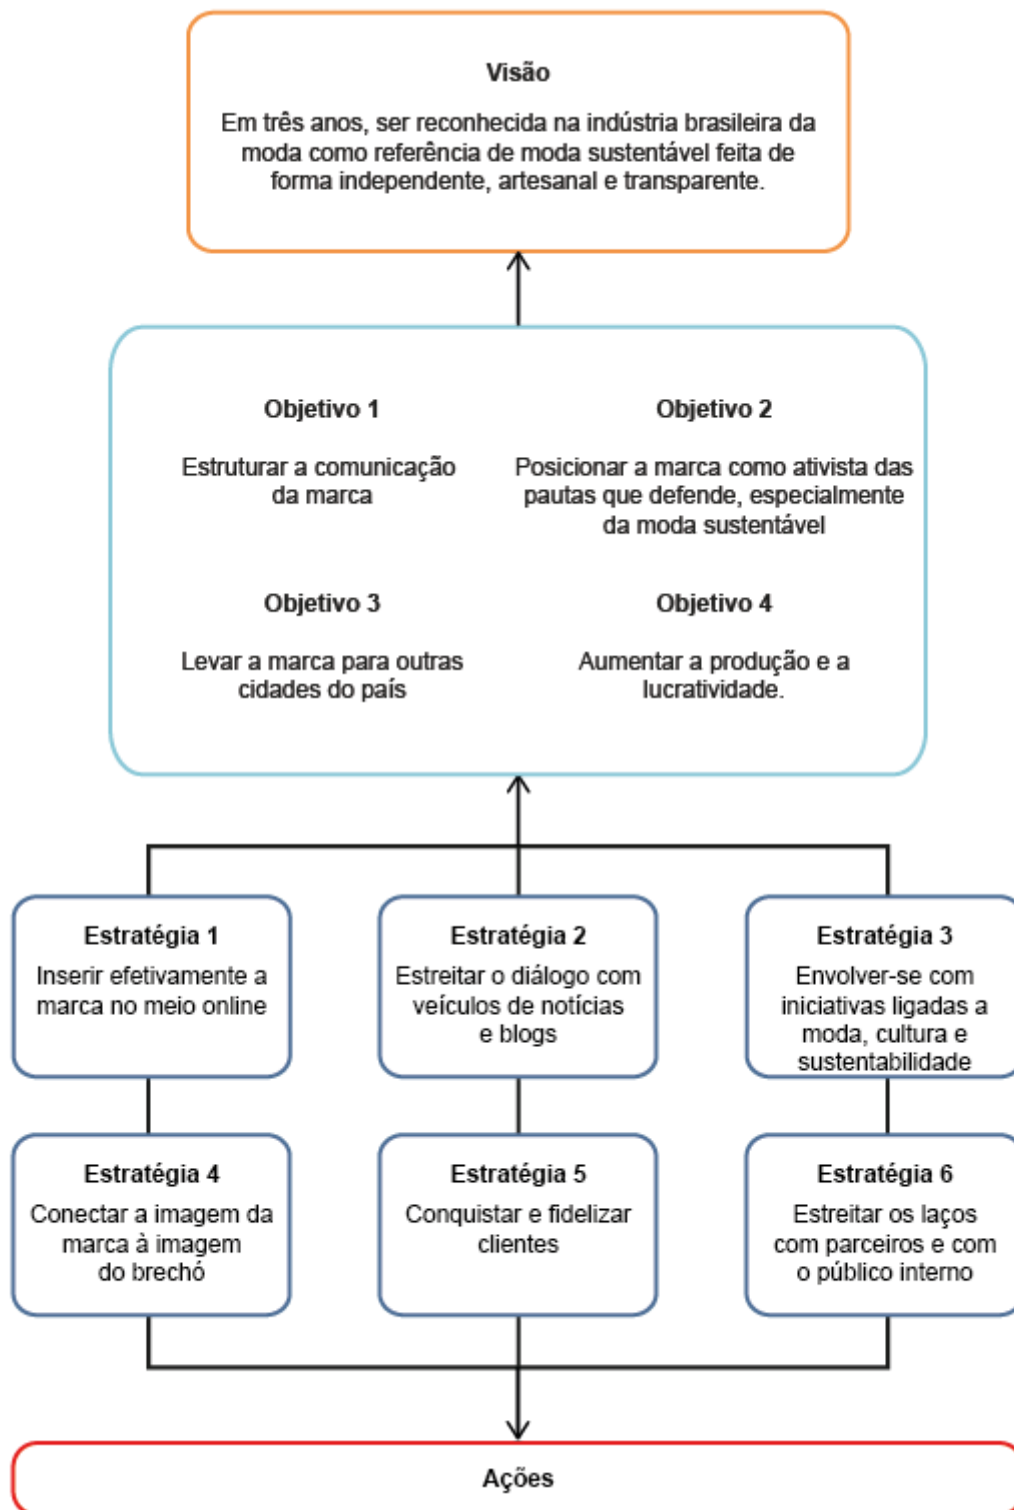 Visão
Em três anos, ser reconhecida na indústria brasileira da
moda como referência de moda sustentável feita de
forma independente, artesanal e transparente.
Objetivo 1
Estruturar a comunicação
da marca
Objetivo 2
Posicionar a marca como ativista das
pautas que defende, especialmente
da moda sustentável
Objetivo 3
Levar a marca para outras
cidades do país
Objetivo 4
Aumentar a produção e a
lucratividade.
Estratégia 1
Inserir efetivamente a
marca no meio online
Estratégia 2
Estreitar o diálogo com
veículos de notícias
e blogs
Estratégia 3
Envolver-se com
iniciativas ligadas a
moda, cultura e
sustentabilidade
Estratégia 4
Conectar a imagem da
marca à imagem
do brechó
Estratégia 5
Conquistar e fidelizar
clientes
Estratégia 6
Estreitar os laços
com parceiros e com
o público interno
Ações